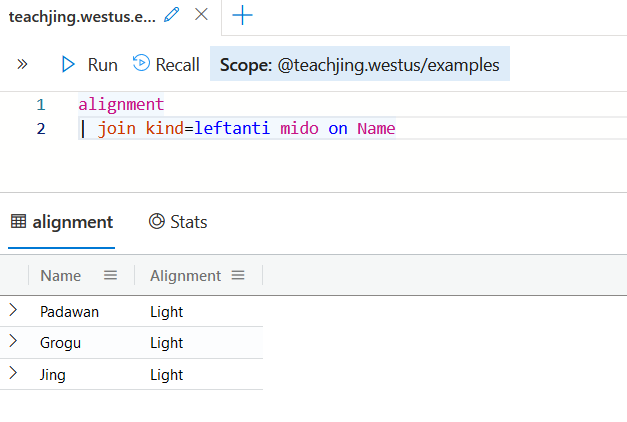 teachjing.westus.e...
Run Recall Scope: @teachjing.westus/examples
1 alignment
2 | join kind=leftanti mido on Name
alignment Stats
Name Alignment
Padawan Light
Grogu Light
Jing Light